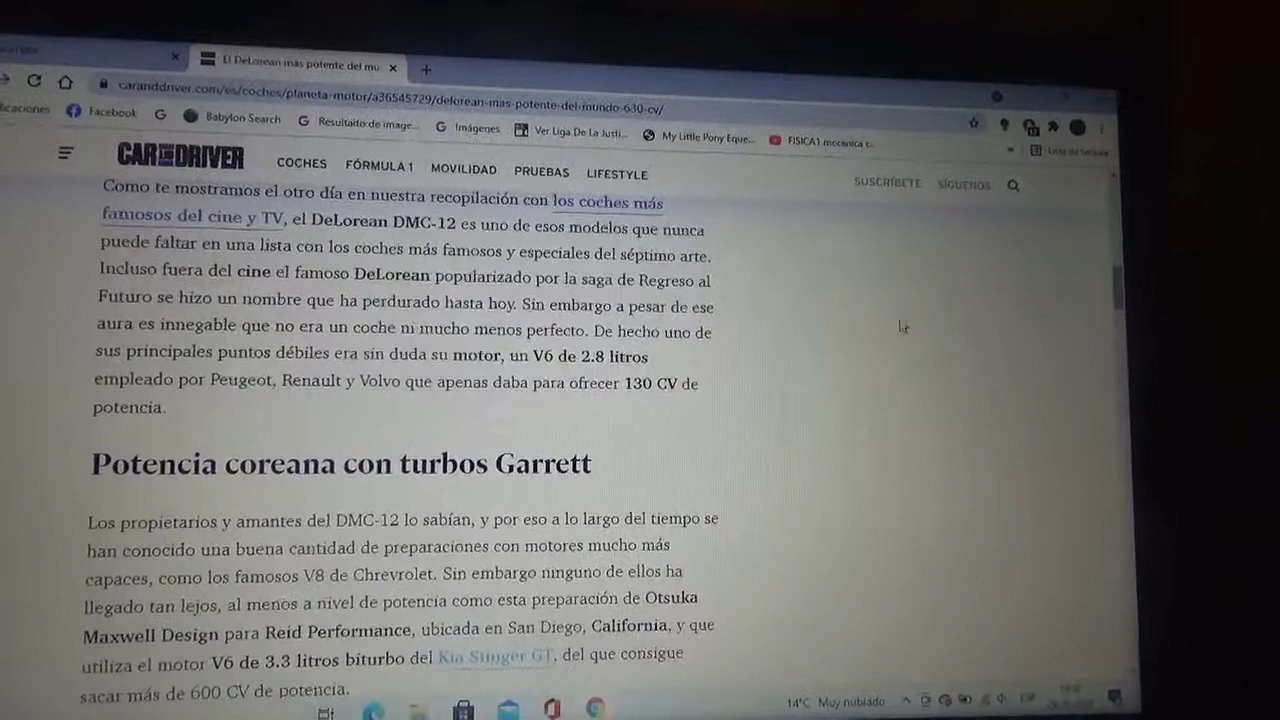 El DeLorean más potente del mu
caranddriver.com/es/coches/planeta-motor/a36545729/delorean-mas-potente-del-mundo-630-cv/
icaciones Facebook Babylon Search Resultado de image... Imágenes Ver Liga De La Justi... My Little Pony Eque... FISICA1 mecanica c... Lista de lectura
CAR AND DRIVER COCHES FÓRMULA 1 MOVILIDAD PRUEBAS LIFESTYLE SUSCRÍBETE SÍGUENOS
Como te mostramos el otro día en nuestra recopilación con los coches más
famosos del cine y TV, el DeLorean DMC-12 es uno de esos modelos que nunca
puede faltar en una lista con los coches más famosos y especiales del séptimo arte.
Incluso fuera del cine el famoso DeLorean popularizado por la saga de Regreso al
Futuro se hizo un nombre que ha perdurado hasta hoy. Sin embargo a pesar de ese
aura es innegable que no era un coche ni mucho menos perfecto. De hecho uno de
sus principales puntos débiles era sin duda su motor, un V6 de 2.8 litros
empleado por Peugeot, Renault y Volvo que apenas daba para ofrecer 130 CV de
potencia.
Potencia coreana con turbos Garrett
Los propietarios y amantes del DMC-12 lo sabían, y por eso a lo largo del tiempo se
han conocido una buena cantidad de preparaciones con motores mucho más
capaces, como los famosos V8 de Chrevrolet. Sin embargo ninguno de ellos ha
llegado tan lejos, al menos a nivel de potencia como esta preparación de Otsuka
Maxwell Design para Reid Performance, ubicada en San Diego, California, y que
utiliza el motor V6 de 3.3 litros biturbo del Kia Stinger GT, del que consigue
sacar más de 600 CV de potencia.
14°C Muy nublado ESP